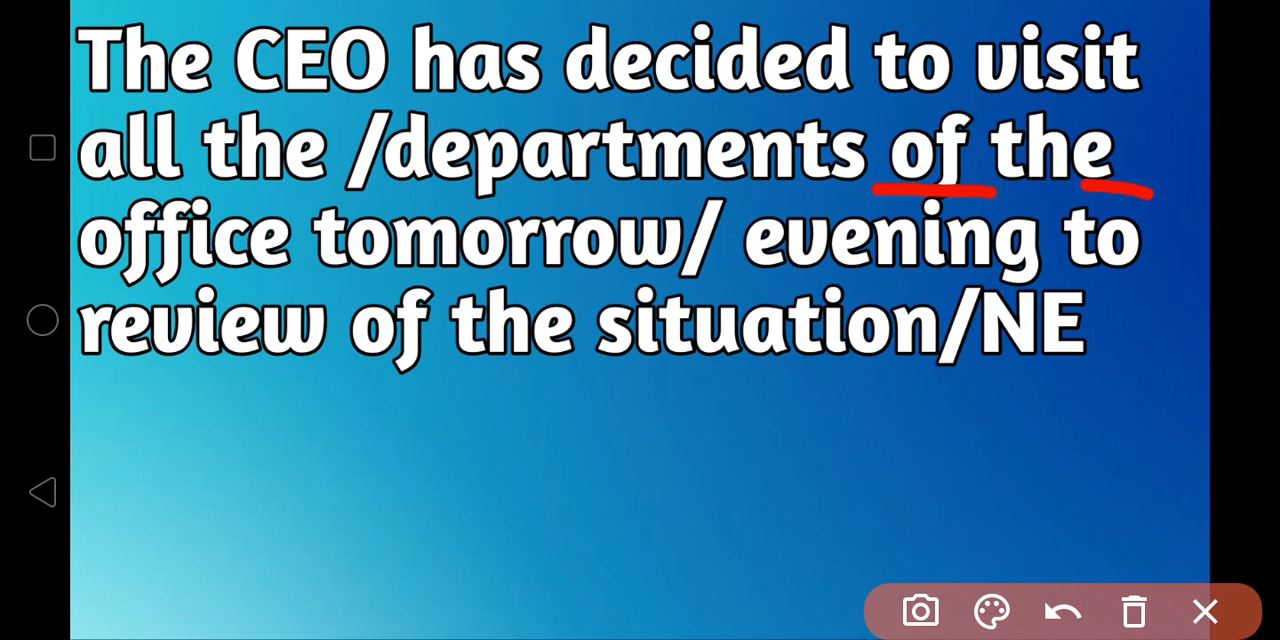 The CEO has decided to visit
all the /departments of the
office tomorrow/ evening to
review of the situation/NE